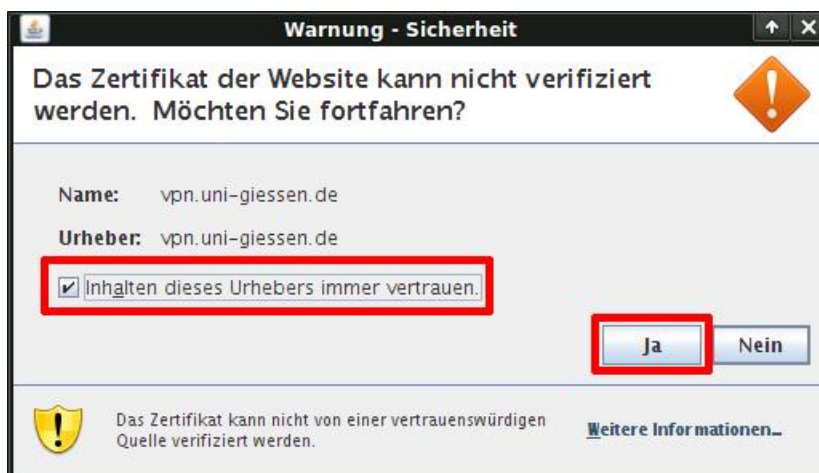 Warnung - Sicherheit
Das Zertifikat der Website kann nicht verifiziert
werden. Möchten Sie fortfahren?
Name: vpn.uni-giessen.de
Urheber: vpn.uni-giessen.de
Inhalten dieses Urhebers immer vertrauen.
Ja Nein
Das Zertifikat kann nicht von einer vertrauenswürdigen
Quelle verifiziert werden.
Weitere Informationen...